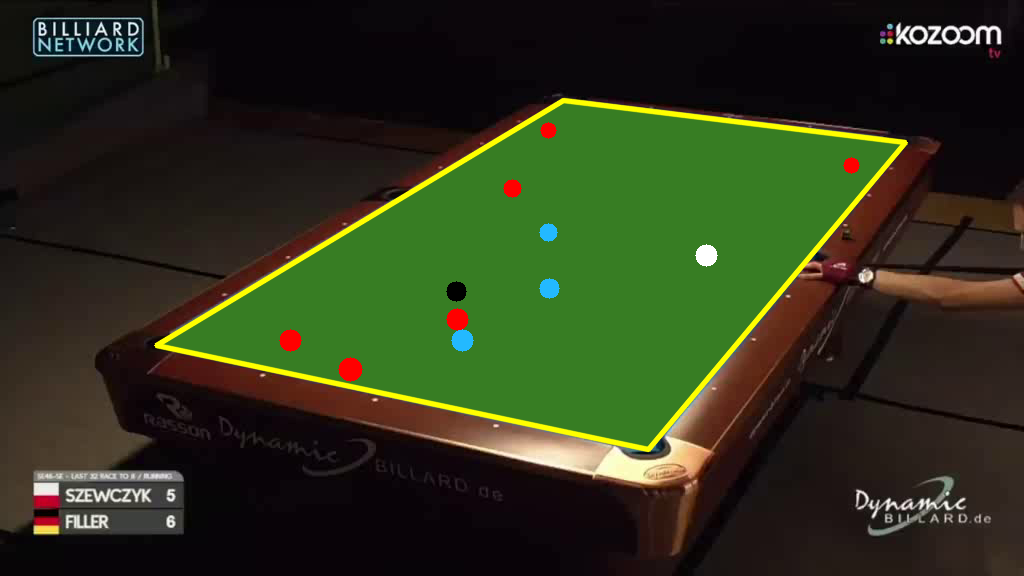 BILLIARD
NETWORK
kozoom
tv
Rasson
Dynamic
BILLARD de
LAST 32 RACE TO 8 / RUNNING
SZEWCZYK 5
FILLER 6
Dynamic
BILLARD.de